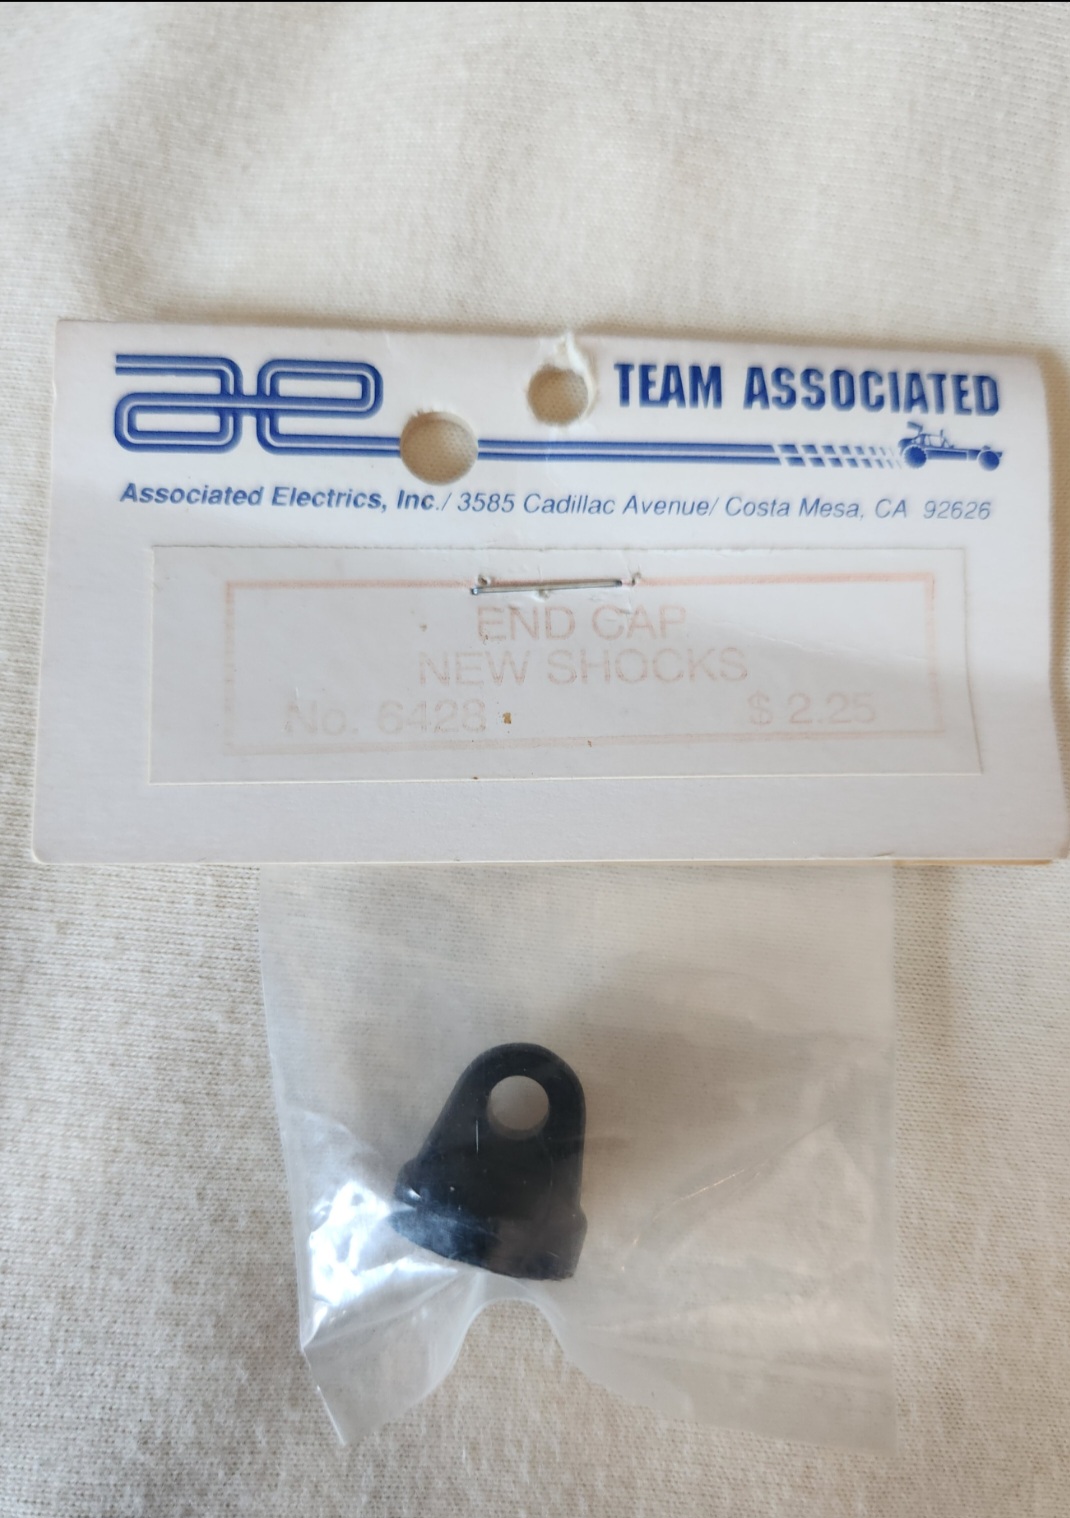 ae
TEAM ASSOCIATED
Associated Electrics, Inc./ 3585 Cadillac Avenue/ Costa Mesa, CA 92626
END CAP
NEW SHOCKS
No. 6428 $ 2.25